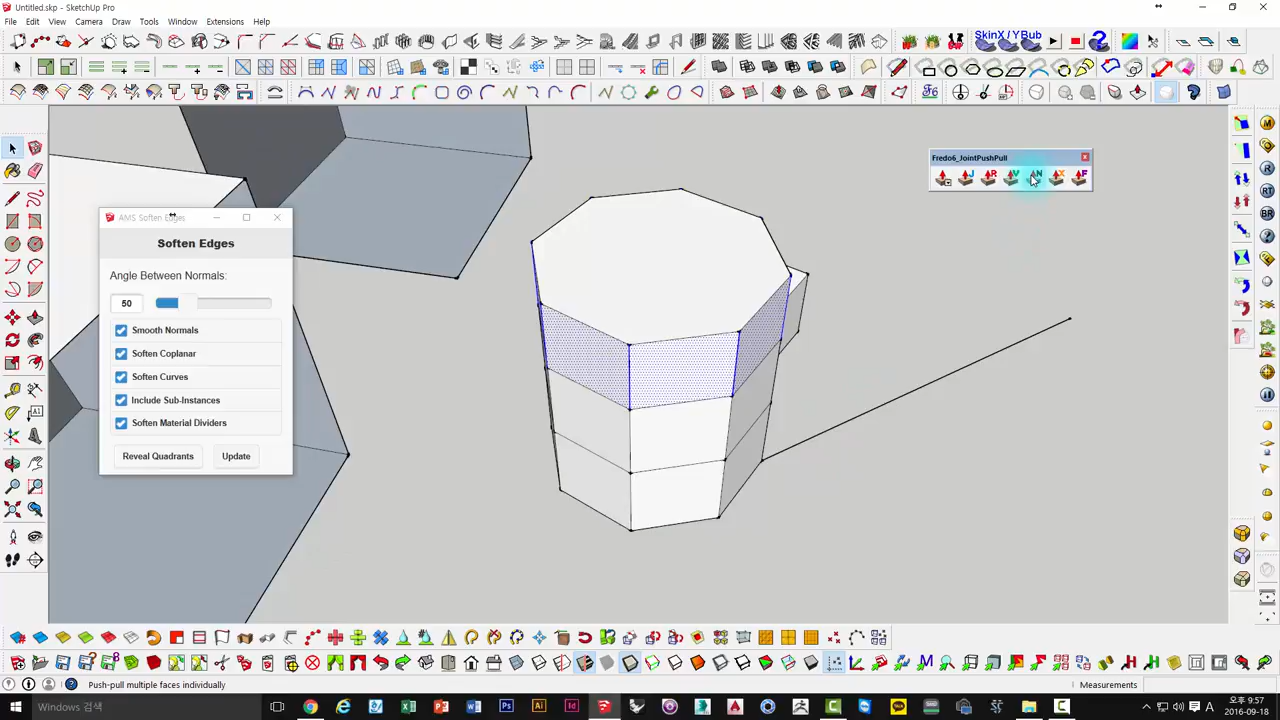 Untitled.skp - SketchUp Pro
File Edit View Camera Draw Tools Window Extensions Help
SkinX / YBub
Fredo6_JointPushPull
J R V N X F
AMS Soften Edges
Soften Edges
Angle Between Normals:
50
Smooth Normals
Soften Coplanar
Soften Curves
Include Sub-Instances
Soften Material Dividers
Reveal Quadrants Update
M
R
RT
BR
Push-pull multiple faces individually
Measurements
Windows 검색
A
오후 9:57
2016-09-18